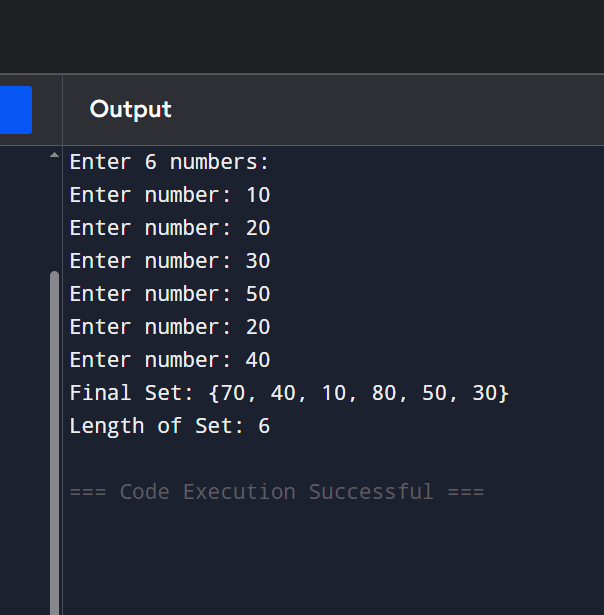 Output
Enter 6 numbers:
Enter number: 10
Enter number: 20
Enter number: 30
Enter number: 50
Enter number: 20
Enter number: 40
Final Set: {70, 40, 10, 80, 50, 30}
Length of Set: 6
=== Code Execution Successful ===